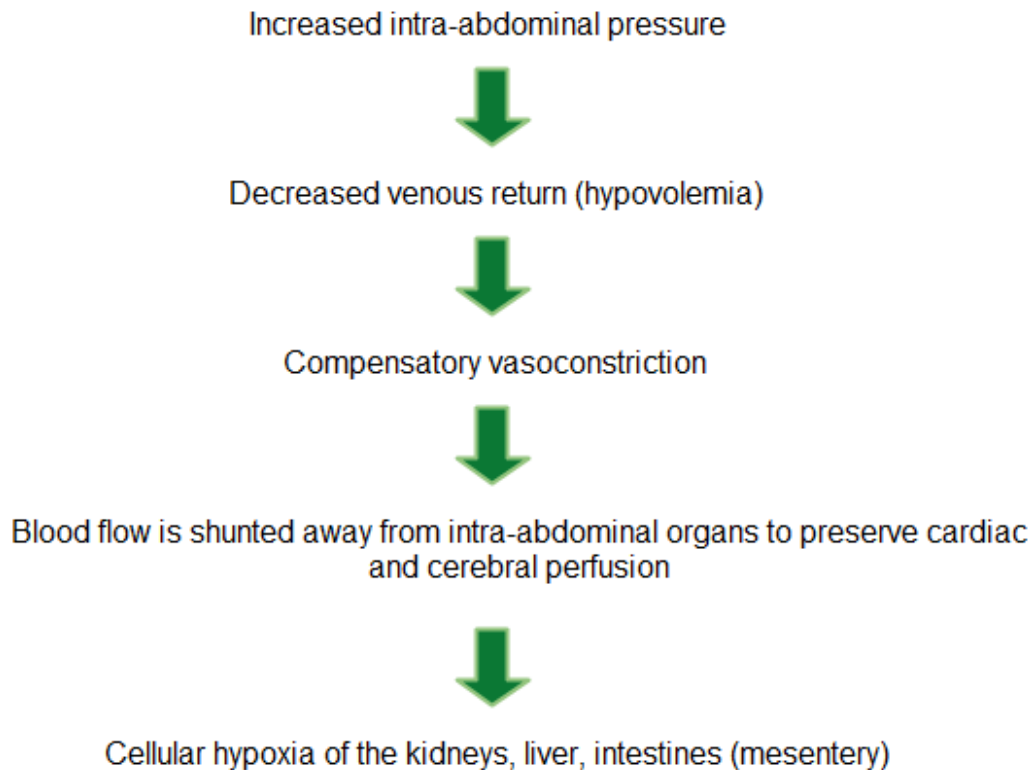 Increased intra-abdominal pressure
Decreased venous return (hypovolemia)
Compensatory vasoconstriction
Blood flow is shunted away from intra-abdominal organs to preserve cardiac
and cerebral perfusion
Cellular hypoxia of the kidneys, liver, intestines (mesentery)